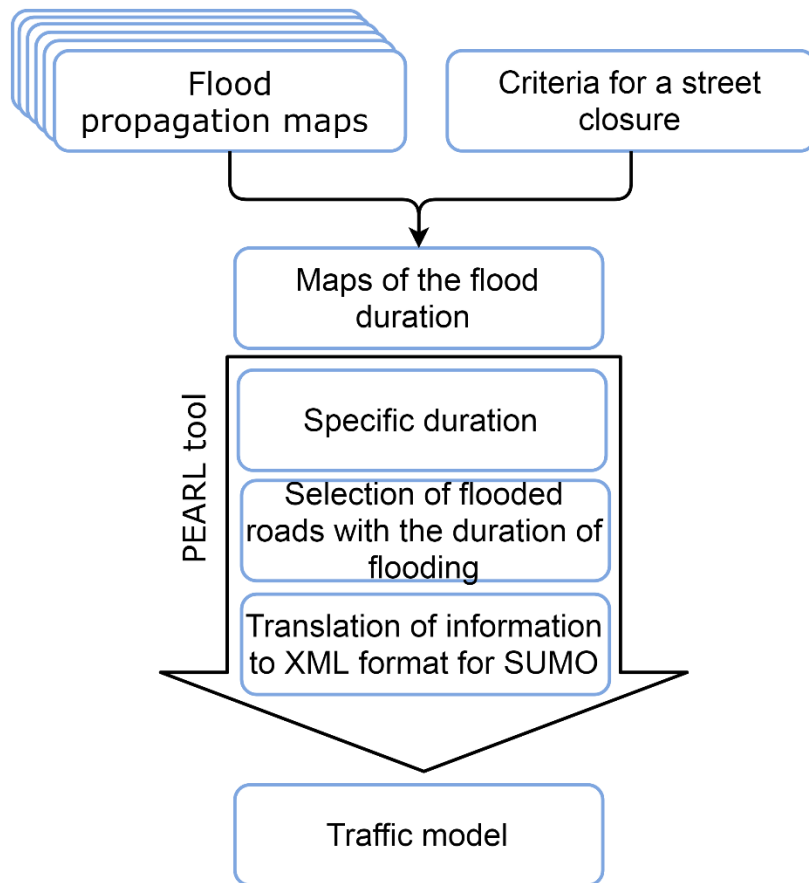 Flood
propagation maps
Criteria for a street
closure
Maps of the flood
duration
PEARL tool
Specific duration
Selection of flooded
roads with the duration of
flooding
Translation of information
to XML format for SUMO
Traffic model